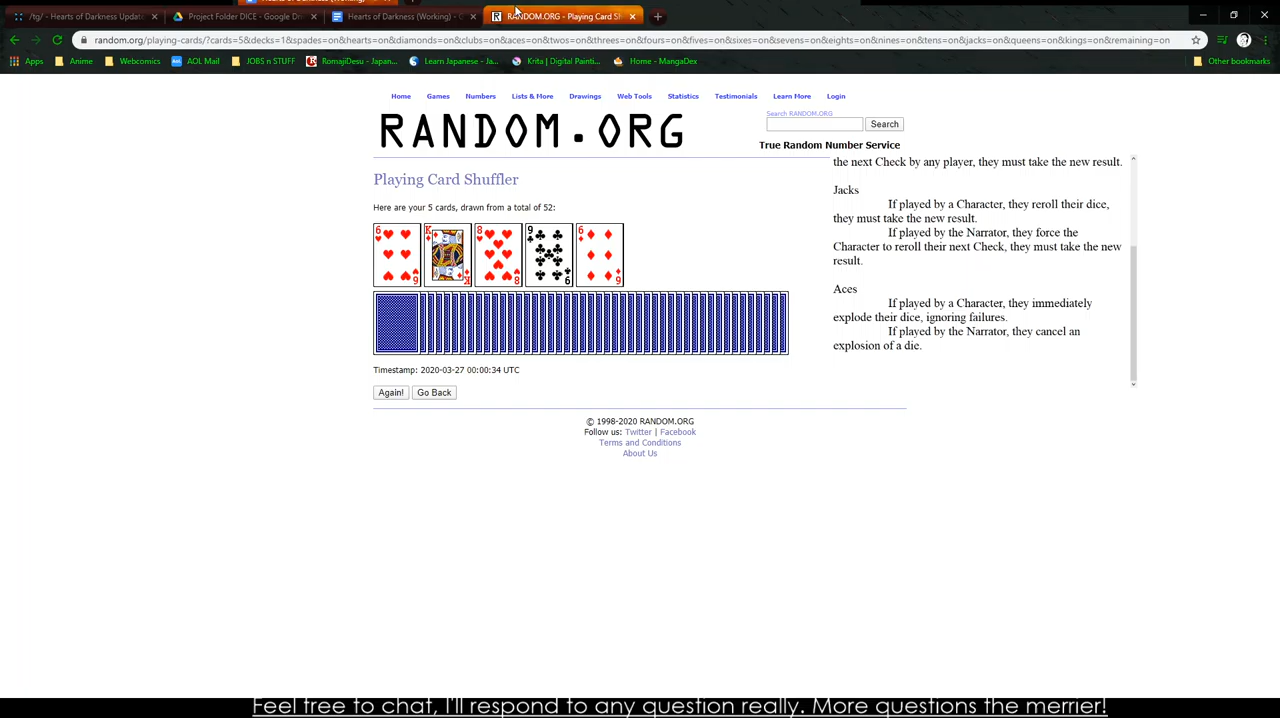 /tg/ - Hearts of Darkness Update
Project Folder DICE - Google Dri
Hearts of Darkness (Working) - G
RANDOM.ORG - Playing Card Sh
random.org/playing-cards/?cards=5&decks=1&spades=on&hearts=on&diamonds=on&clubs=on&aces=on&twos=on&threes=on&fours=on&fives=on&sixes=on&sevens=on&eights=on&nines=on&tens=on&jacks=on&queens=on&kings=on&remaining=on
Apps
Anime
Webcomics
AOL Mail
JOBS n STUFF
RomajiDesu - Japan...
Learn Japanese - Ja...
Krita | Digital Painti...
Home - MangaDex
Other bookmarks
Home Games Numbers Lists & More Drawings Web Tools Statistics Testimonials Learn More Login
RANDOM.ORG
Search RANDOM.ORG
Search
True Random Number Service
Playing Card Shuffler
Here are your 5 cards, drawn from a total of 52:
6 K 8 9 6
6 K 8 9 6
Timestamp: 2020-03-27 00:00:34 UTC
Again! Go Back
© 1998-2020 RANDOM.ORG
Follow us: Twitter | Facebook
Terms and Conditions
About Us
the next Check by any player, they must take the new result.
Jacks
If played by a Character, they reroll their dice,
they must take the new result.
If played by the Narrator, they force the
Character to reroll their next Check, they must take the new
result.
Aces
If played by a Character, they immediately
explode their dice, ignoring failures.
If played by the Narrator, they cancel an
explosion of a die.
Feel free to chat, I'll respond to any question really. More questions the merrier!